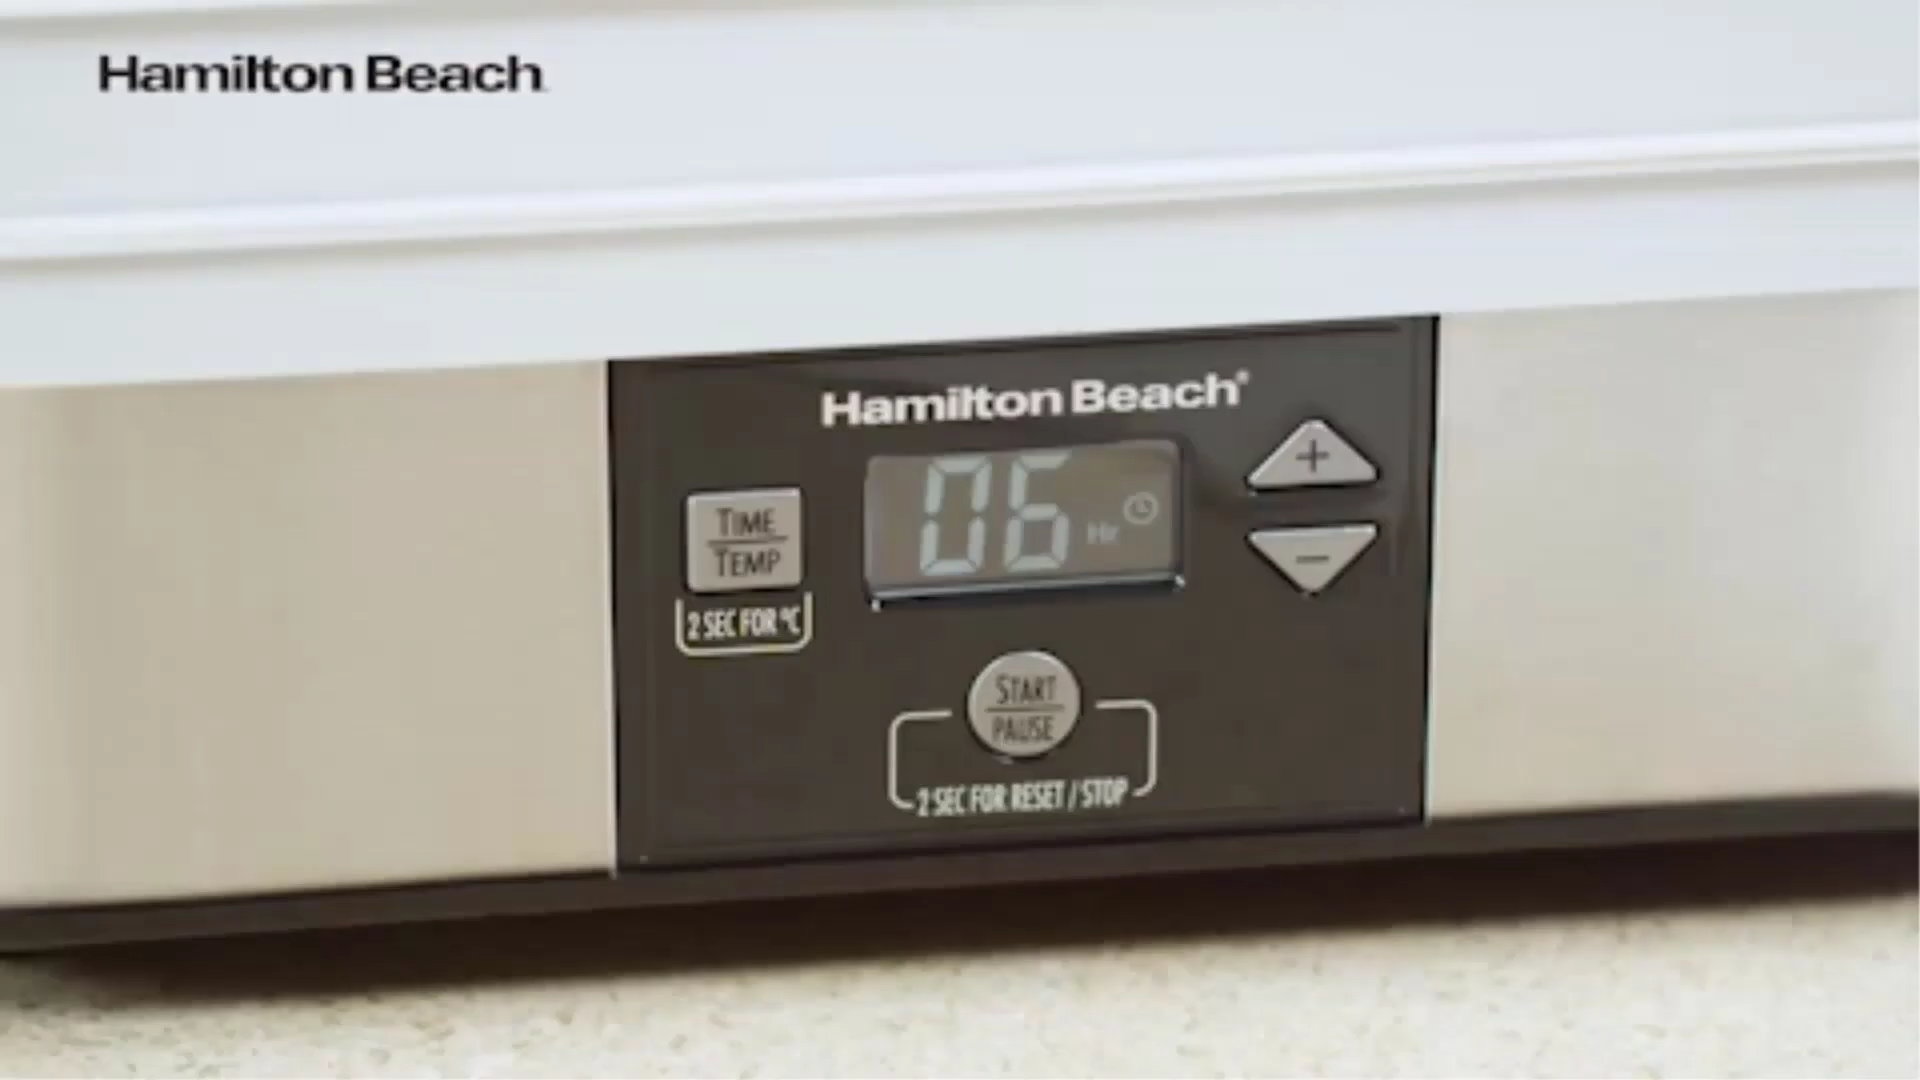 Hamilton Beach
Hamilton Beach®
TIME
TEMP
2 SEC FOR °C
06 Hr
+
−
START
PAUSE
2 SEC FOR RESET / STOP